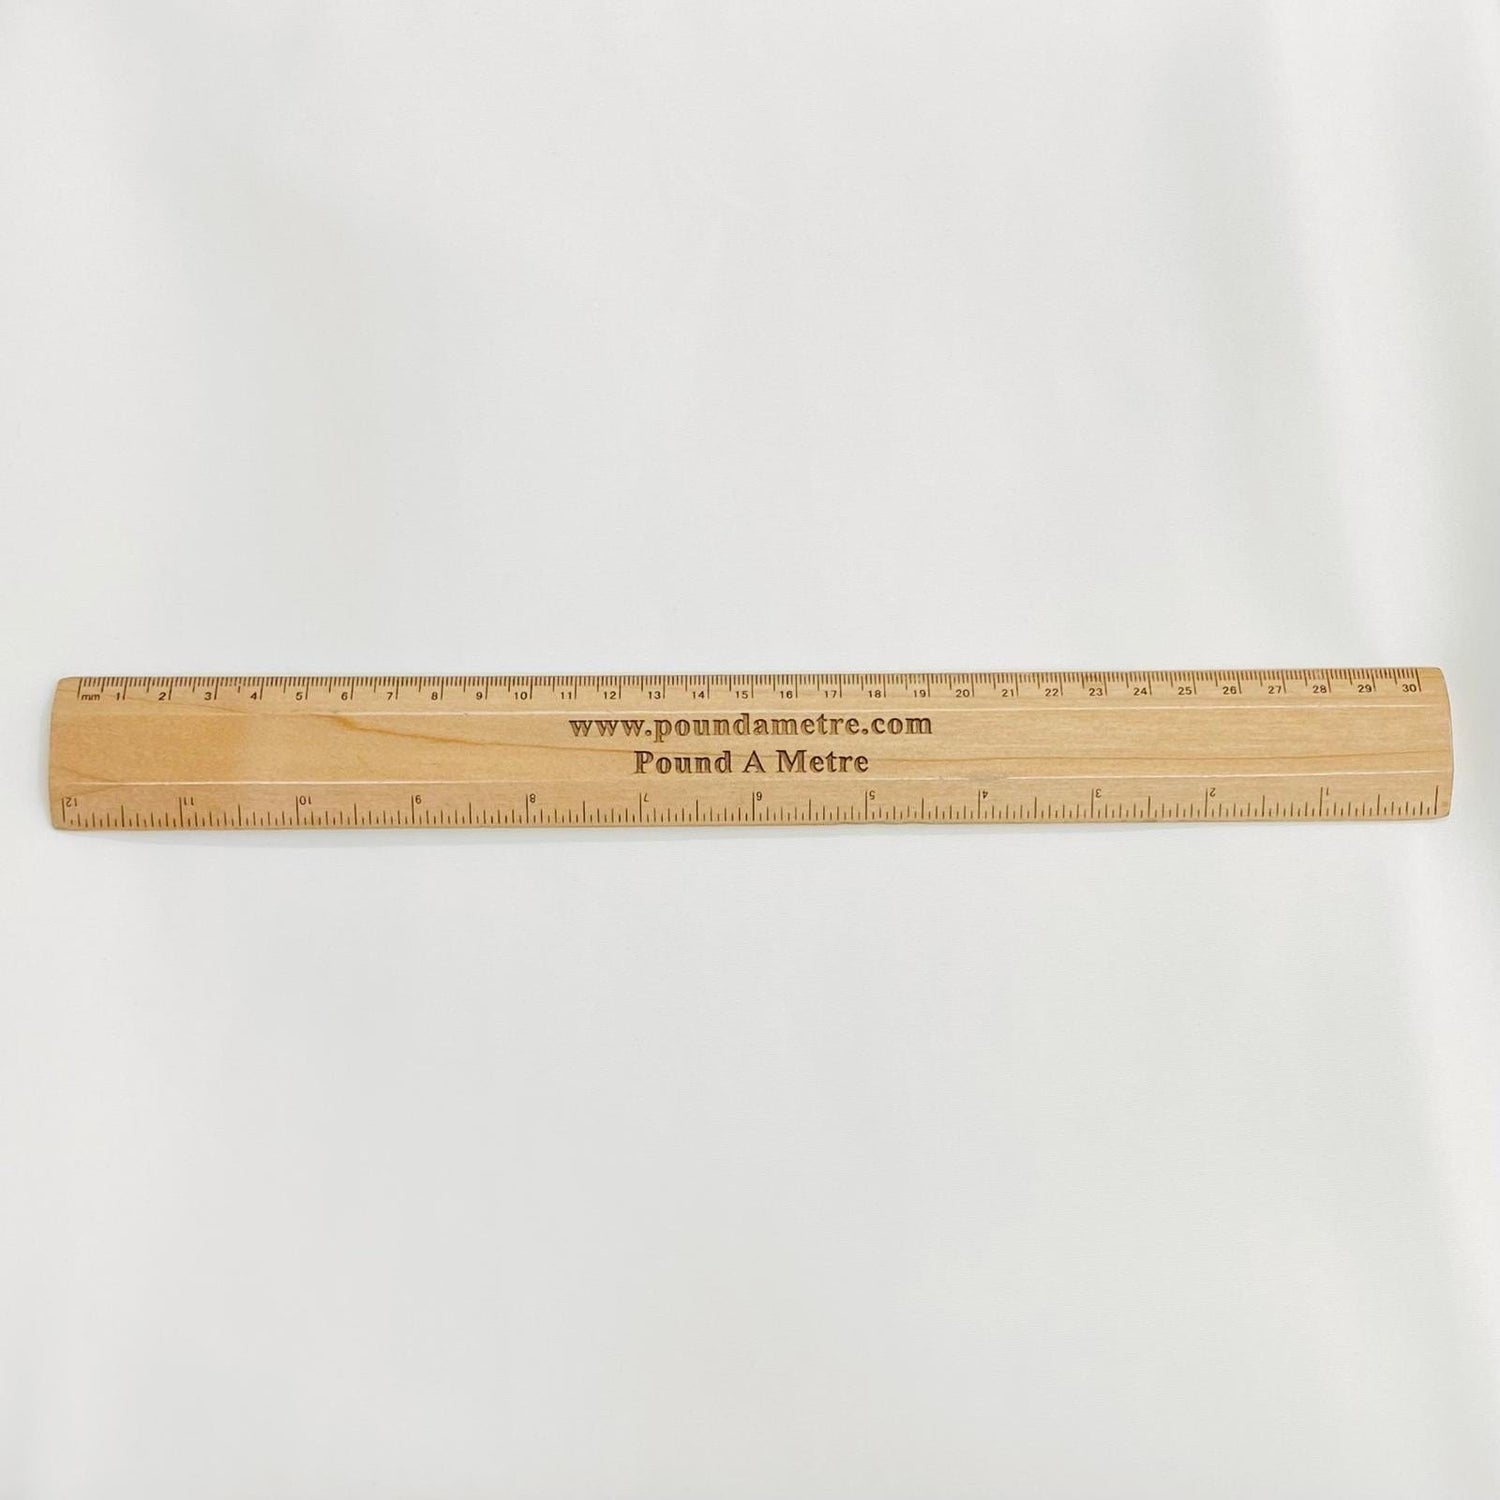 mm 1 2 3 4 5 6 7 8 9 10 11 12 13 14 15 16 17 18 19 20 21 22 23 24 25 26 27 28 29 30
www.poundametre.com
Pound A Metre
12 11 10 9 8 7 6 5 4 3 2 1